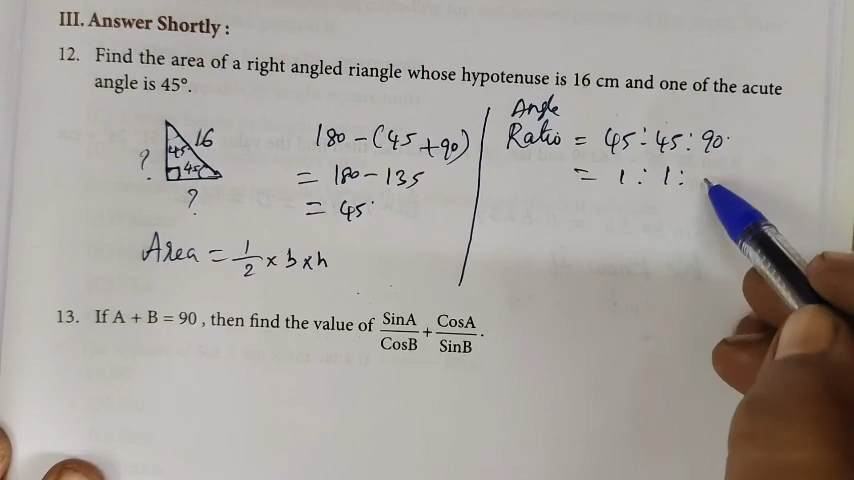 III. Answer Shortly :
12. Find the area of a right angled riangle whose hypotenuse is 16 cm and one of the acute
angle is 45°.
16
45°
45°
?
?
180 - (45 + 90)
= 180 - 135
= 45°
Area = 1/2 × b × h
Angle
Ratio = 45 : 45 : 90°
= 1 : 1 :
13. If A + B = 90 , then find the value of SinA/CosB + CosA/SinB .